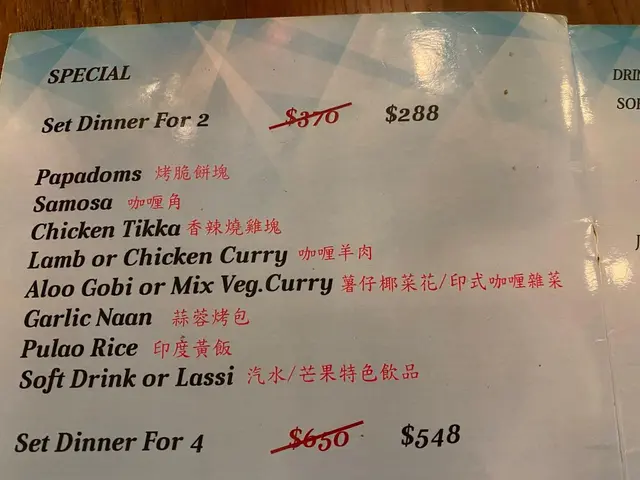 SPECIAL
Set Dinner For 2 $370 $288
Papadoms 烤脆餅塊
Samosa 咖喱角
Chicken Tikka 香辣燒雞塊
Lamb or Chicken Curry 咖喱羊肉
Aloo Gobi or Mix Veg.Curry 薯仔椰菜花/印式咖喱雜菜
Garlic Naan 蒜蓉烤包
Pulao Rice 印度黃飯
Soft Drink or Lassi 汽水/芒果特色飲品
Set Dinner For 4 $650 $548